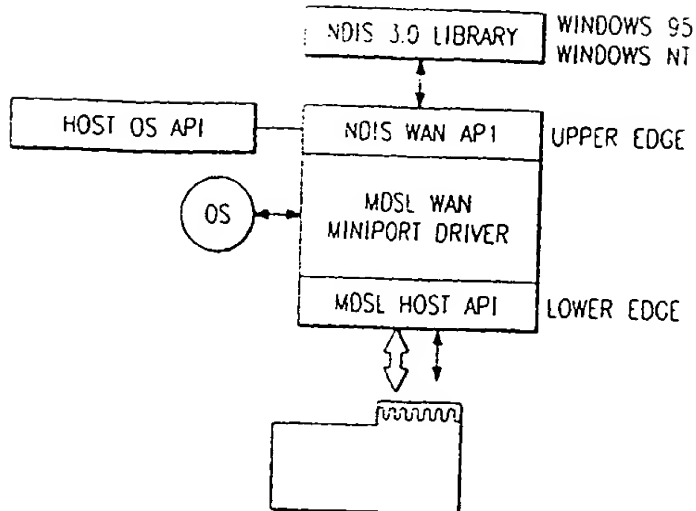 NDIS 3.0 LIBRARY
WINDOWS 95
WINDOWS NT
HOST OS API
NDIS WAN API
UPPER EDGE
OS
MDSL WAN
MINIPORT DRIVER
MDSL HOST API
LOWER EDGE